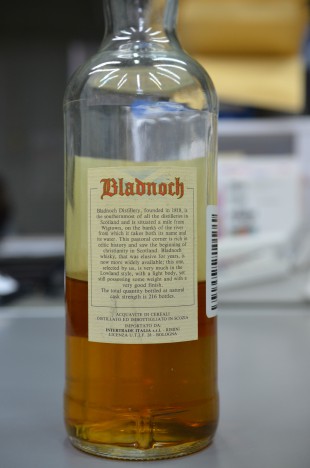 Bladnoch
Bladnoch Distillery, Founded in 1818, is
the southernmost of all the distilleries in
Scotland and is situated a mile from
Wigtown, on the banks of the river
from which it takes both its name and
its water. This pastoral corner is rich in
celtic history and saw the beginning of
christianity in Scotland. Bladnoch
whisky, that was elusive for years, is
now more widely available; this one,
selected by us, is very much in the
Lowland style, with a light body, yet
still possessing some weight and with a
very good finish.
The total quantity bottled at natural
cask strength is 216 bottles.
ACQUAVITE DI CEREALI
DISTILLATO ED IMBOTTIGLIATO IN SCOZIA
IMPORTATO DA:
INTERTRADE ITALIA s.r.l. - RIMINI
LICENZA U.T.I.F. 28 - BOLOGNA